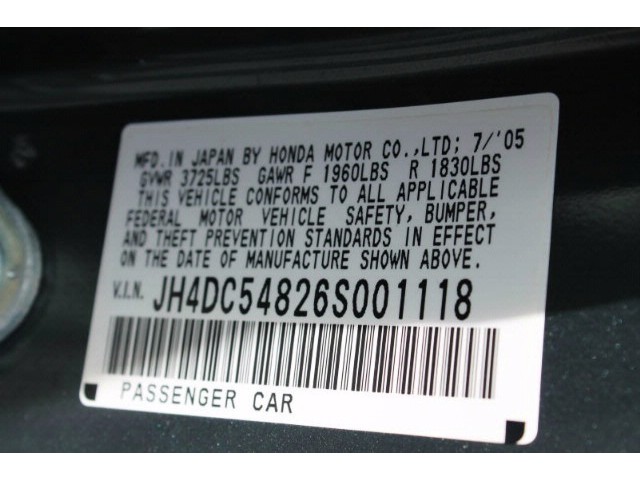 MFD.IN JAPAN BY HONDA MOTOR CO.,LTD; 7/'05
GVWR 3725LBS GAWR F 1960LBS R 1830LBS
THIS VEHICLE CONFORMS TO ALL APPLICABLE
FEDERAL MOTOR VEHICLE SAFETY, BUMPER,
AND THEFT PREVENTION STANDARDS IN EFFECT
ON THE DATE OF MANUFACTURE SHOWN ABOVE.
V.I.N. JH4DC54826S001118
PASSENGER CAR